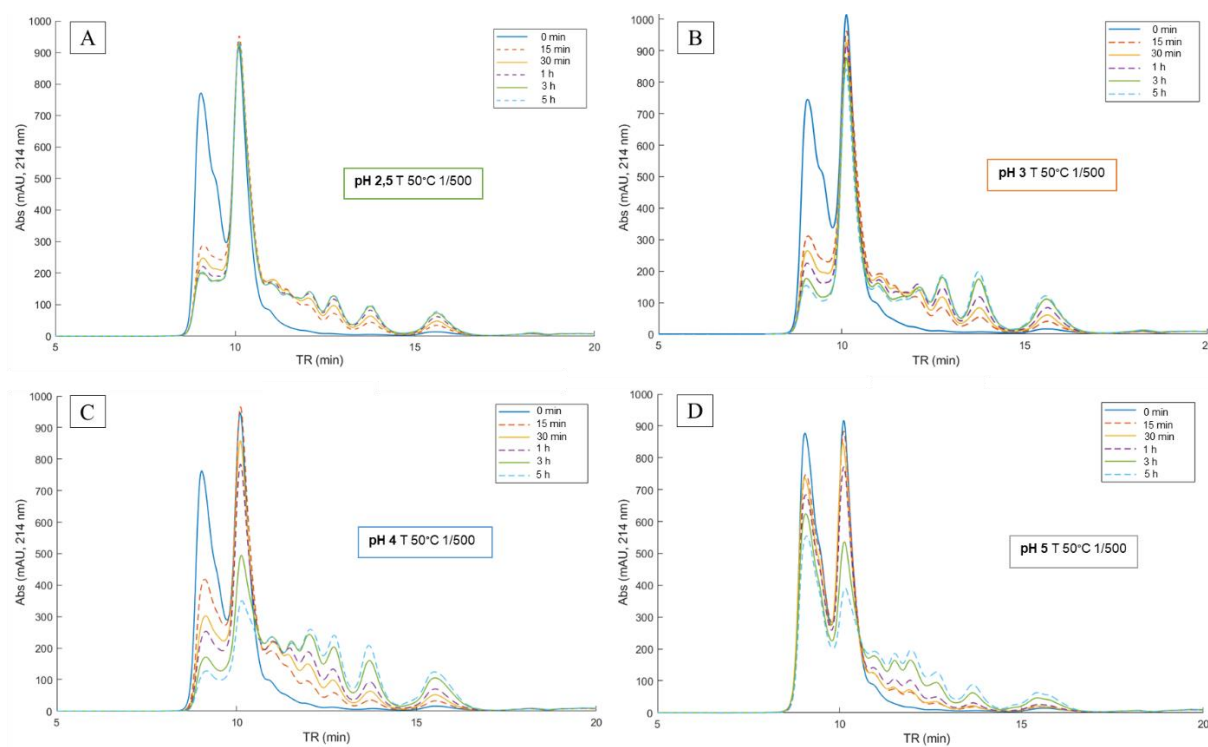 A
1000
900
800
700
600
500
400
300
200
100
0
Abs (mAU, 214 nm)
5
10
15
20
TR (min)
0 min
15 min
30 min
1 h
3 h
5 h
pH 2,5 T 50°C 1/500
B
1000
900
800
700
600
500
400
300
200
100
0
Abs (mAU, 214 nm)
5
10
15
20
TR (min)
0 min
15 min
30 min
1 h
3 h
5 h
pH 3 T 50°C 1/500
C
1000
900
800
700
600
500
400
300
200
100
0
Abs (mAU, 214 nm)
5
10
15
20
TR (min)
0 min
15 min
30 min
1 h
3 h
5 h
pH 4 T 50°C 1/500
D
1000
900
800
700
600
500
400
300
200
100
0
Abs (mAU, 214 nm)
5
10
15
20
TR (min)
0 min
15 min
30 min
1 h
3 h
5 h
pH 5 T 50°C 1/500